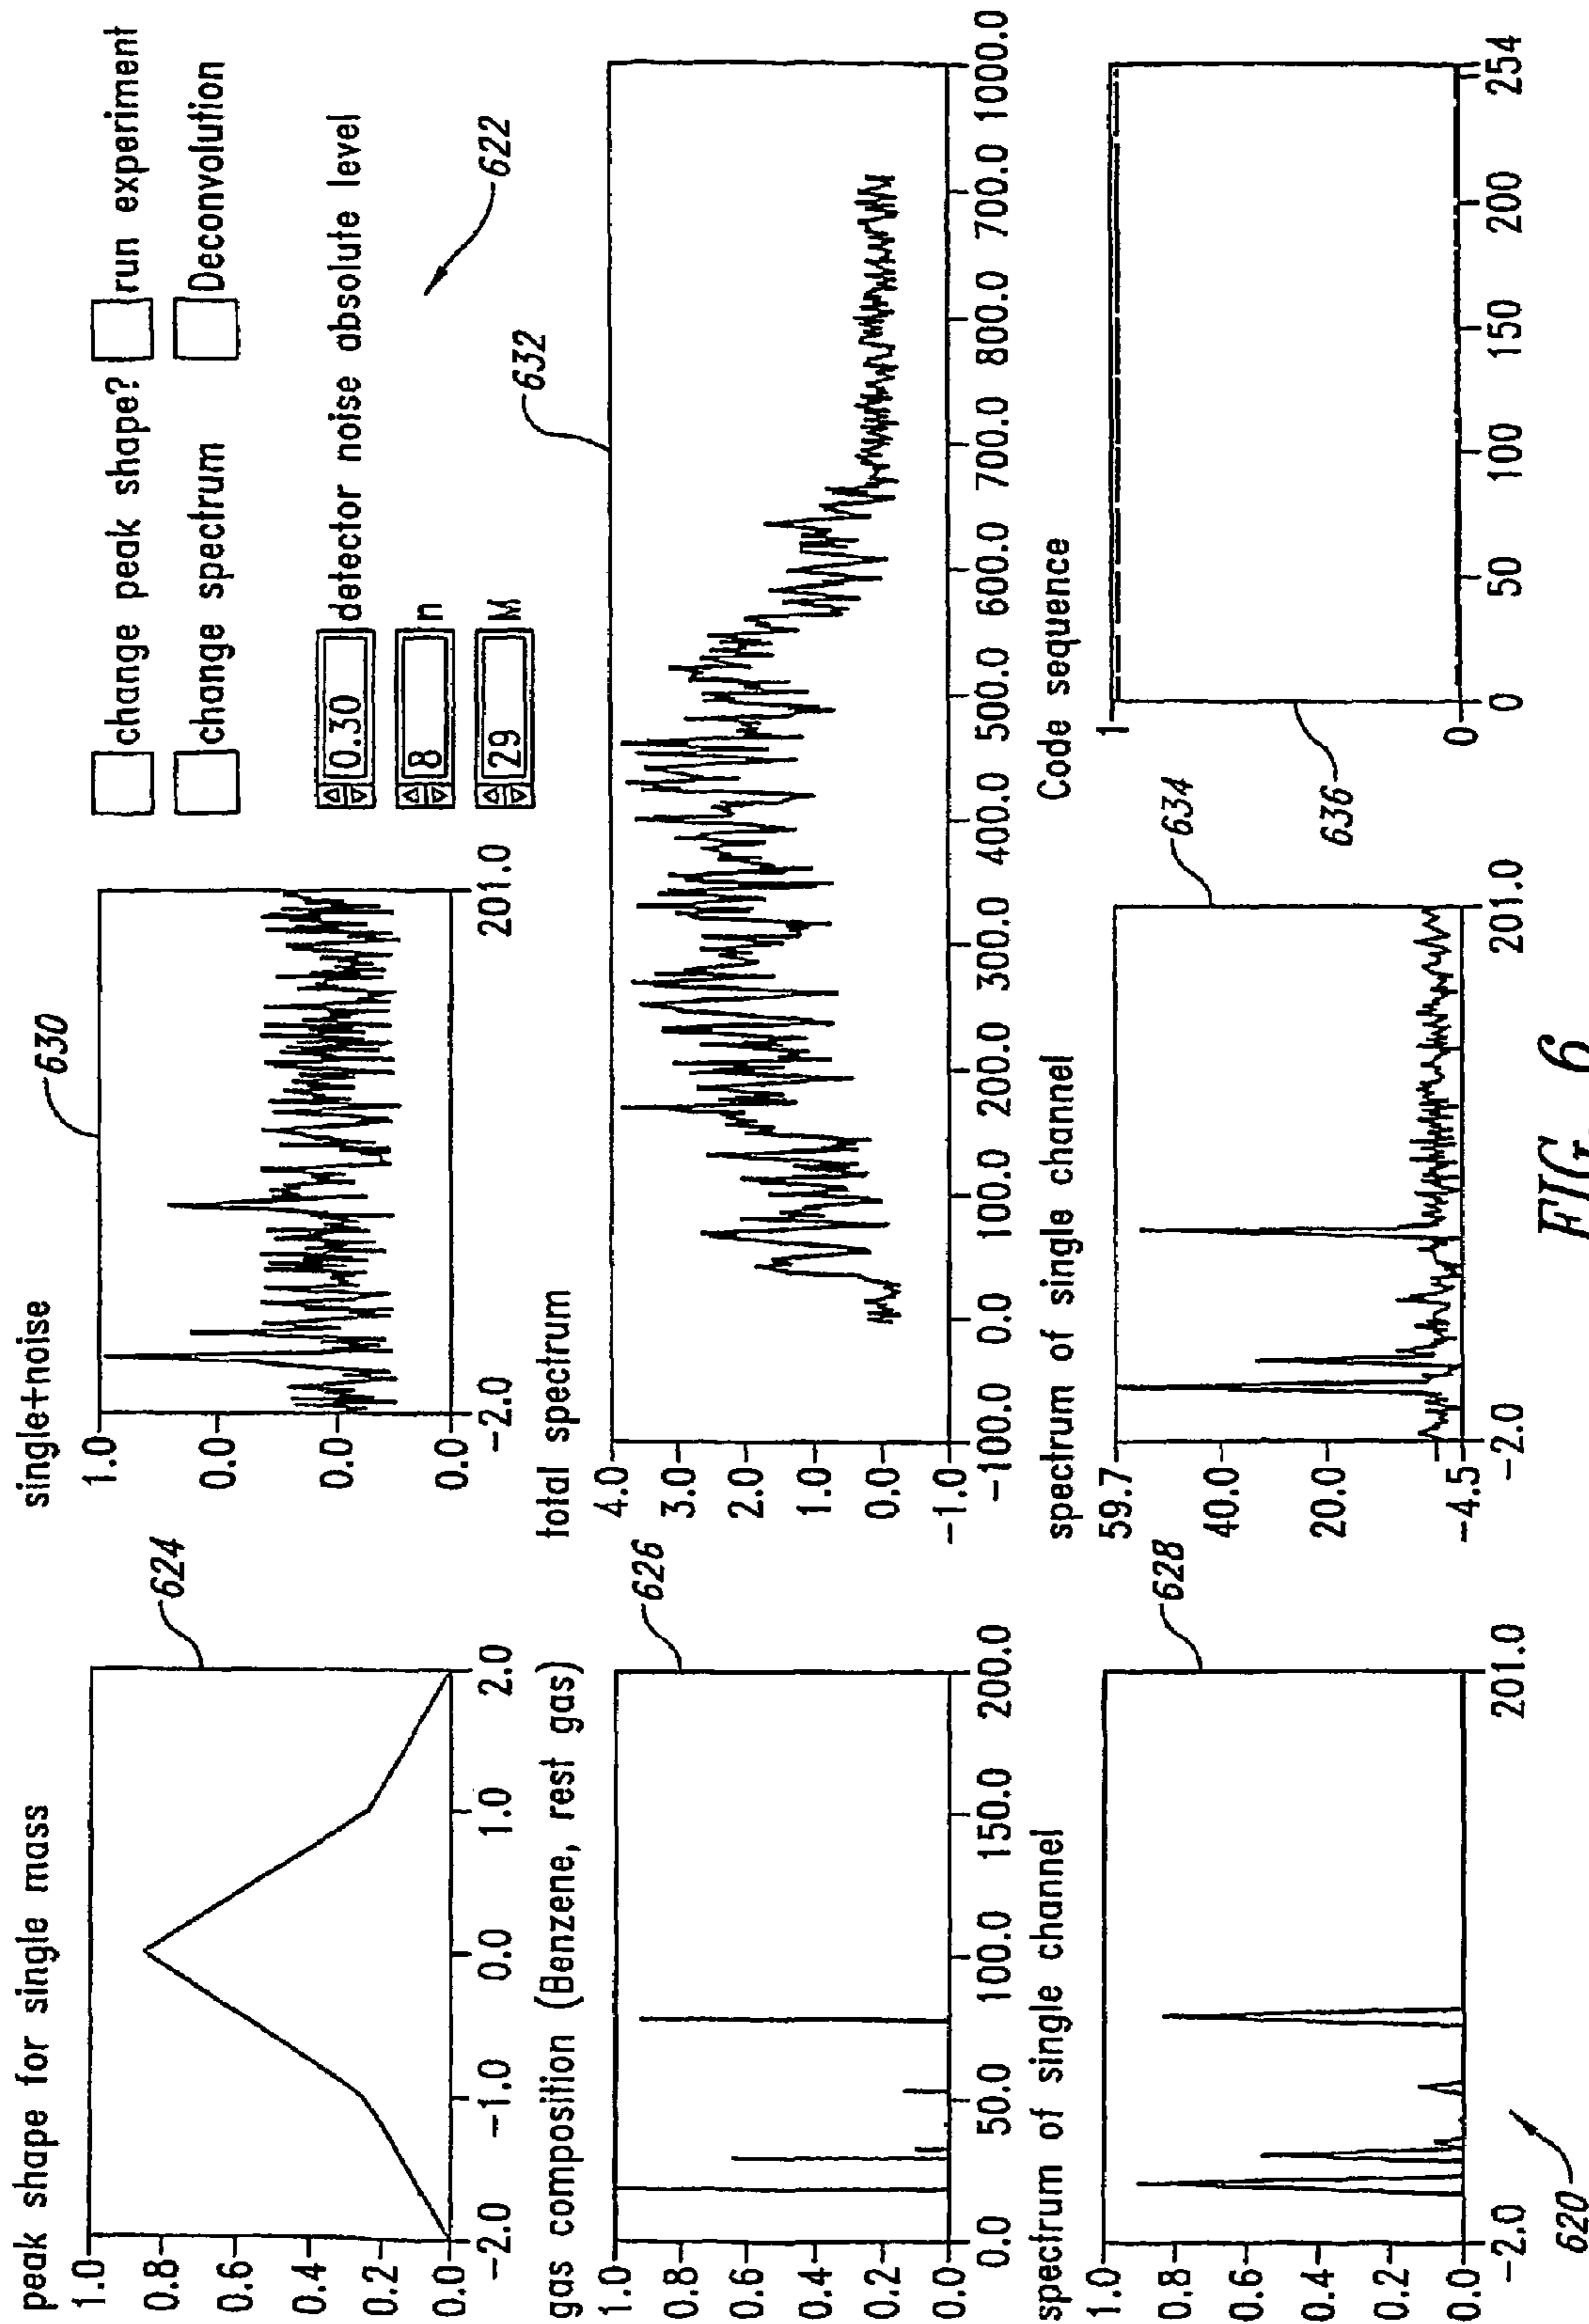 peak shape for single mass
1.0
0.8
0.6
0.4
0.2
0.0
-2.0 -1.0 0.0 1.0 2.0
624
single+noise
1.0
0.0
0.0
0.0
-2.0 201.0
630
change peak shape? run experiment
change spectrum Deconvolution
0.30 detector noise absolute level
8 n
29 M
622
gas composition (Benzene, rest gas)
1.0
0.8
0.6
0.4
0.2
0.0
0.0 50.0 100.0 150.0 200.0
626
total spectrum
4.0
3.0
2.0
1.0
0.0
-1.0
-100.0 0.0 100.0 200.0 300.0 400.0 500.0 600.0 700.0 800.0 700.0 1000.0
632
spectrum of single channel
1.0
0.8
0.6
0.4
0.2
0.0
-2.0 201.0
628
620
spectrum of single channel
59.7
40.0
20.0
-4.5
-2.0 201.0
634
Code sequence
1
0
0 50 100 150 200 254
636
FIG. 6